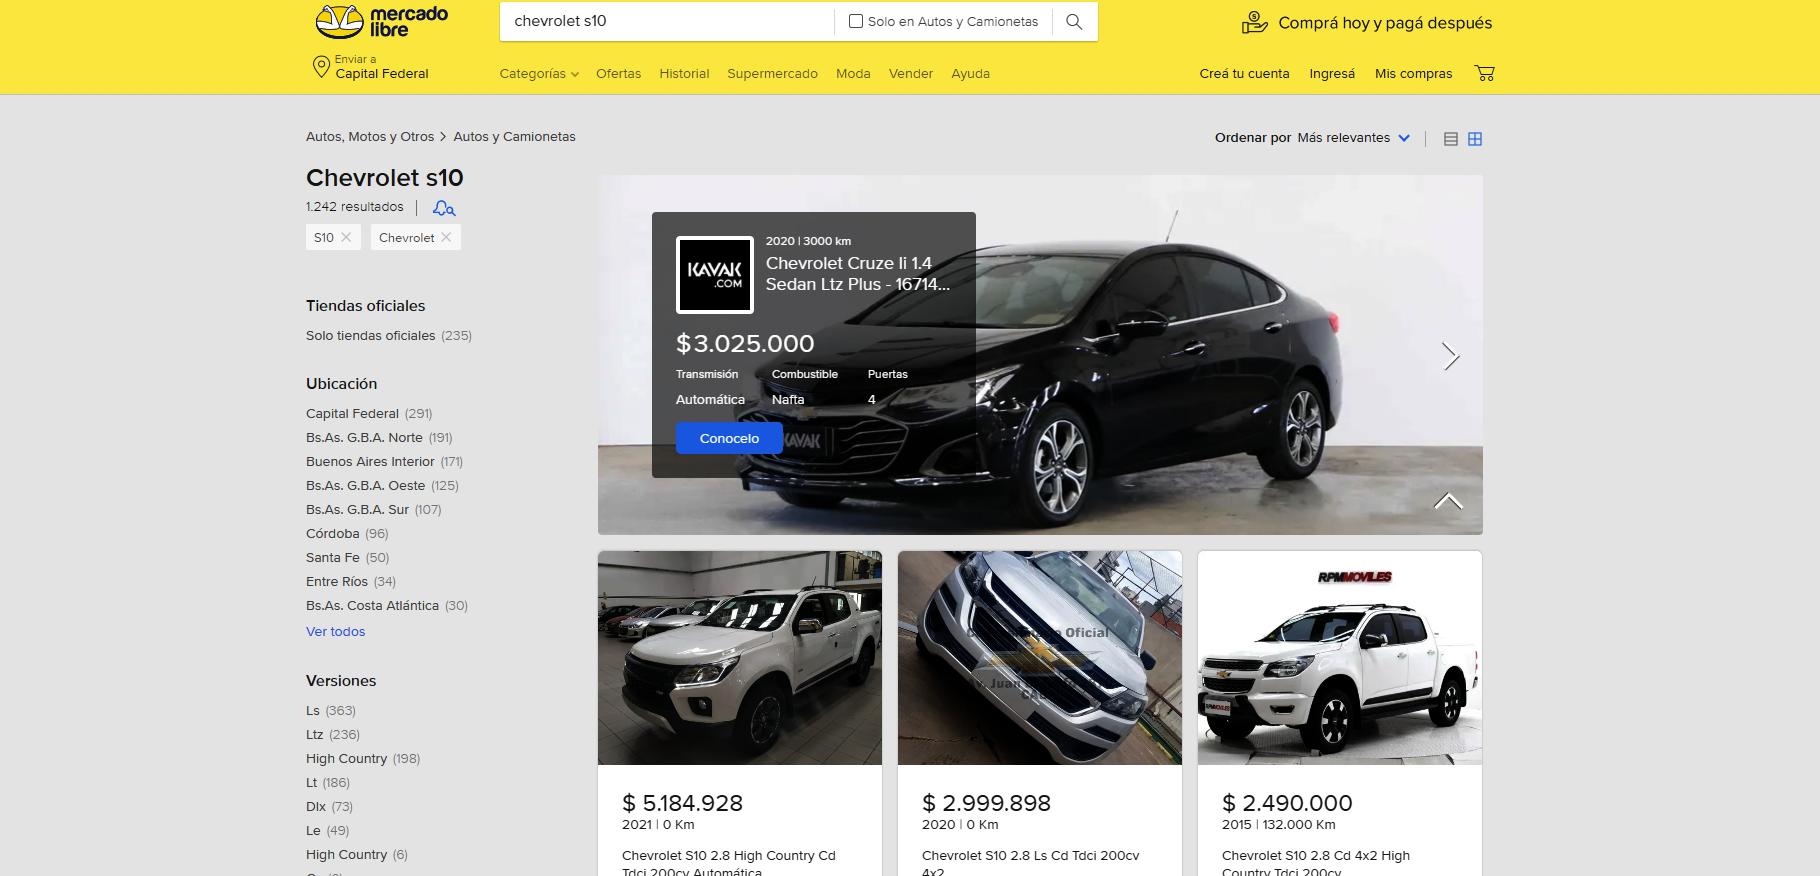 mercado
libre
chevrolet s10
Solo en Autos y Camionetas
Comprá hoy y pagá después
Enviar a
Capital Federal
Categorías
Ofertas
Historial
Supermercado
Moda
Vender
Ayuda
Creá tu cuenta
Ingresá
Mis compras
Autos, Motos y Otros
Autos y Camionetas
Ordenar por Más relevantes
Chevrolet s10
1.242 resultados
S10
Chevrolet
Tiendas oficiales
Solo tiendas oficiales (235)
Ubicación
Capital Federal (291)
Bs.As. G.B.A. Norte (191)
Buenos Aires Interior (171)
Bs.As. G.B.A. Oeste (125)
Bs.As. G.B.A. Sur (107)
Córdoba (96)
Santa Fe (50)
Entre Ríos (34)
Bs.As. Costa Atlántica (30)
Ver todos
Versiones
Ls (363)
Ltz (236)
High Country (198)
Lt (186)
Dlx (73)
Le (49)
High Country (6)
KAVAK
.COM
2020 | 3000 km
Chevrolet Cruze Ii 1.4
Sedan Ltz Plus - 16714...
$ 3.025.000
Transmisión
Combustible
Puertas
Automática
Nafta
4
Conocelo
KAVAK
Oficial
Av. Juan
RPMMOVILES
RPMMOVILES
$ 5.184.928
2021 | 0 Km
Chevrolet S10 2.8 High Country Cd
Tdci 200cv Automática
$ 2.999.898
2020 | 0 Km
Chevrolet S10 2.8 Ls Cd Tdci 200cv
4x2
$ 2.490.000
2015 | 132.000 Km
Chevrolet S10 2.8 Cd 4x2 High
Country Tdci 200cv